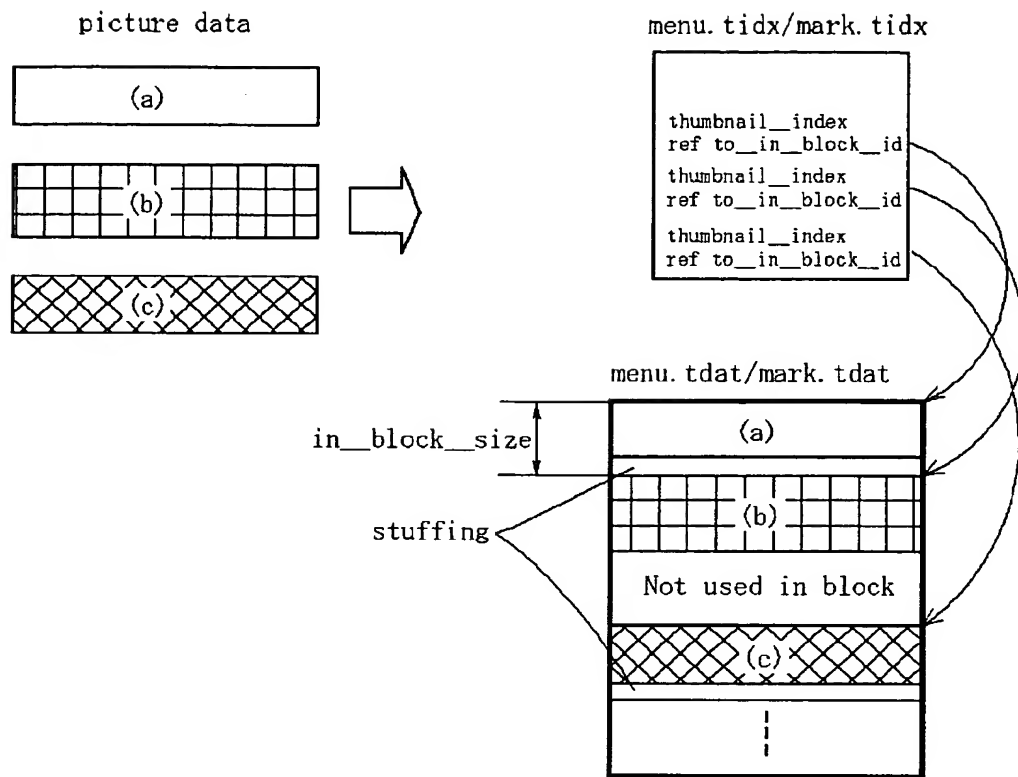 picture data
(a)
(b)
(c)
menu.tidx/mark.tidx
thumbnail__index
ref to__in__block__id
thumbnail__index
ref to__in__block__id
thumbnail__index
ref to__in__block__id
menu.tdat/mark.tdat
in__block__size
(a)
stuffing
(b)
Not used in block
(c)